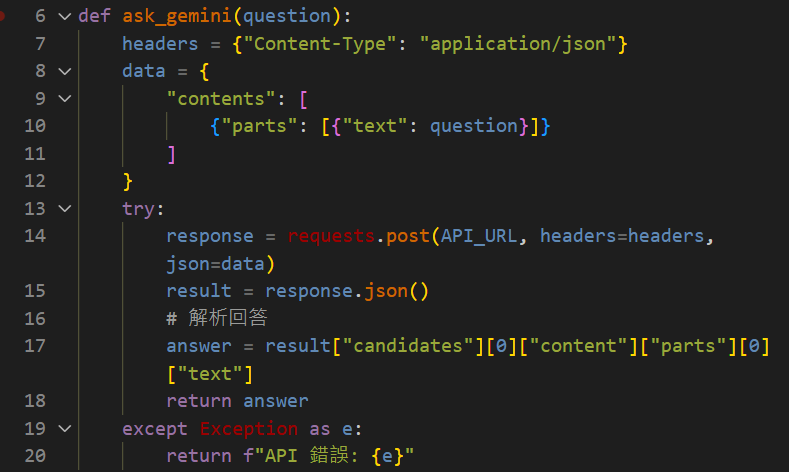 6 def ask_gemini(question):
7 headers = {"Content-Type": "application/json"}
8 data = {
9 "contents": [
10 {"parts": [{"text": question}]}
11 ]
12 }
13 try:
14 response = requests.post(API_URL, headers=headers,
json=data)
15 result = response.json()
16 # 解析回答
17 answer = result["candidates"][0]["content"]["parts"][0]
["text"]
18 return answer
19 except Exception as e:
20 return f"API 錯誤: {e}"